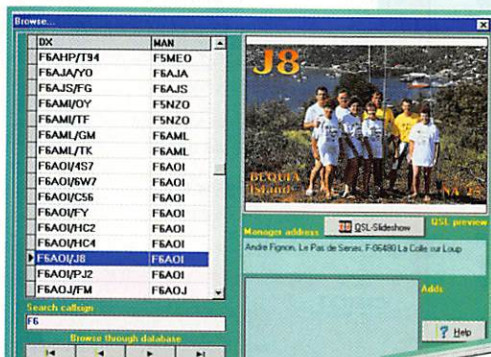 Browse...
DX MAN
F6AHP/T94 F5MEO
F6AJA/YO F6AJA
F6AJS/FG F6AJS
F6AMI/OY F5NZO
F6AMI/TF F5NZO
F6AML/GM F6AML
F6AML/TK F6AML
F6AOI/4S7 F6AOI
F6AOI/6W7 F6AOI
F6AOI/C56 F6AOI
F6AOI/FY F6AOI
F6AOI/HC2 F6AOI
F6AOI/HC4 F6AOI
F6AOI/J8 F6AOI
F6AOI/PJ2 F6AOI
F6AOJ/FM F6AOJ
Search callsign
F6
Browse through database
J8
BEQUIA
Island
NA 25
Manager address
QSL-Slideshow
QSL preview
Andre Fignon, Le Pas de Serves, F-06480 La Colle sur Loup
Adds
Help